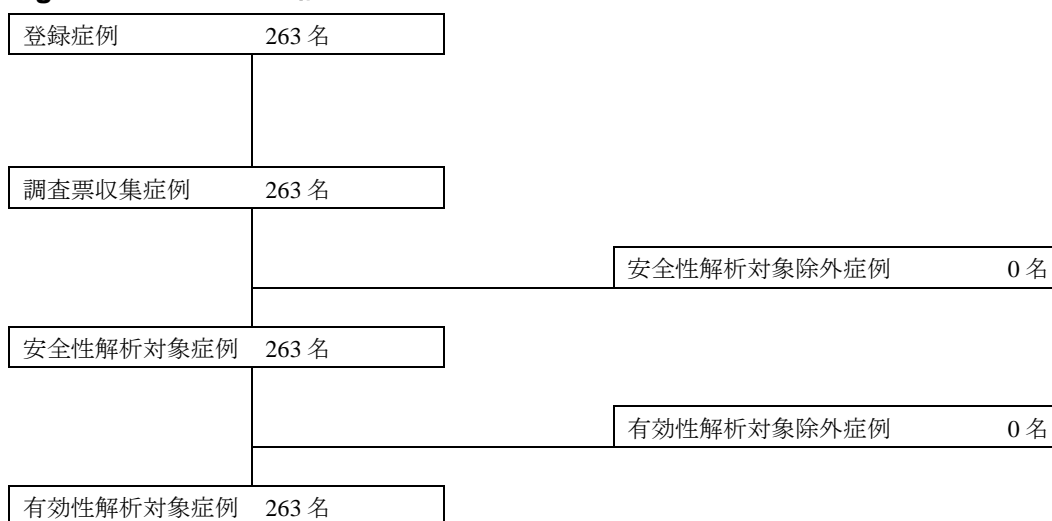 登録症例 263 名
調査票収集症例 263 名
安全性解析対象除外症例 0 名
安全性解析対象症例 263 名
有効性解析対象除外症例 0 名
有効性解析対象症例 263 名